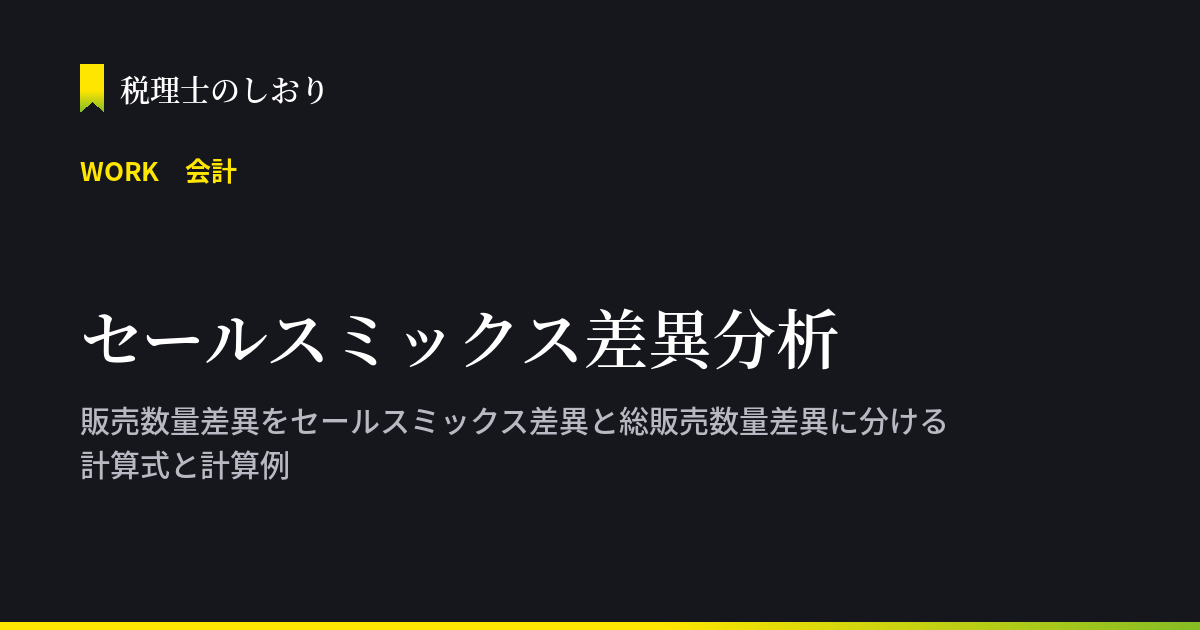 税理士のしおり
WORK　会計
セールスミックス差異分析
販売数量差異をセールスミックス差異と総販売数量差異に分ける
計算式と計算例